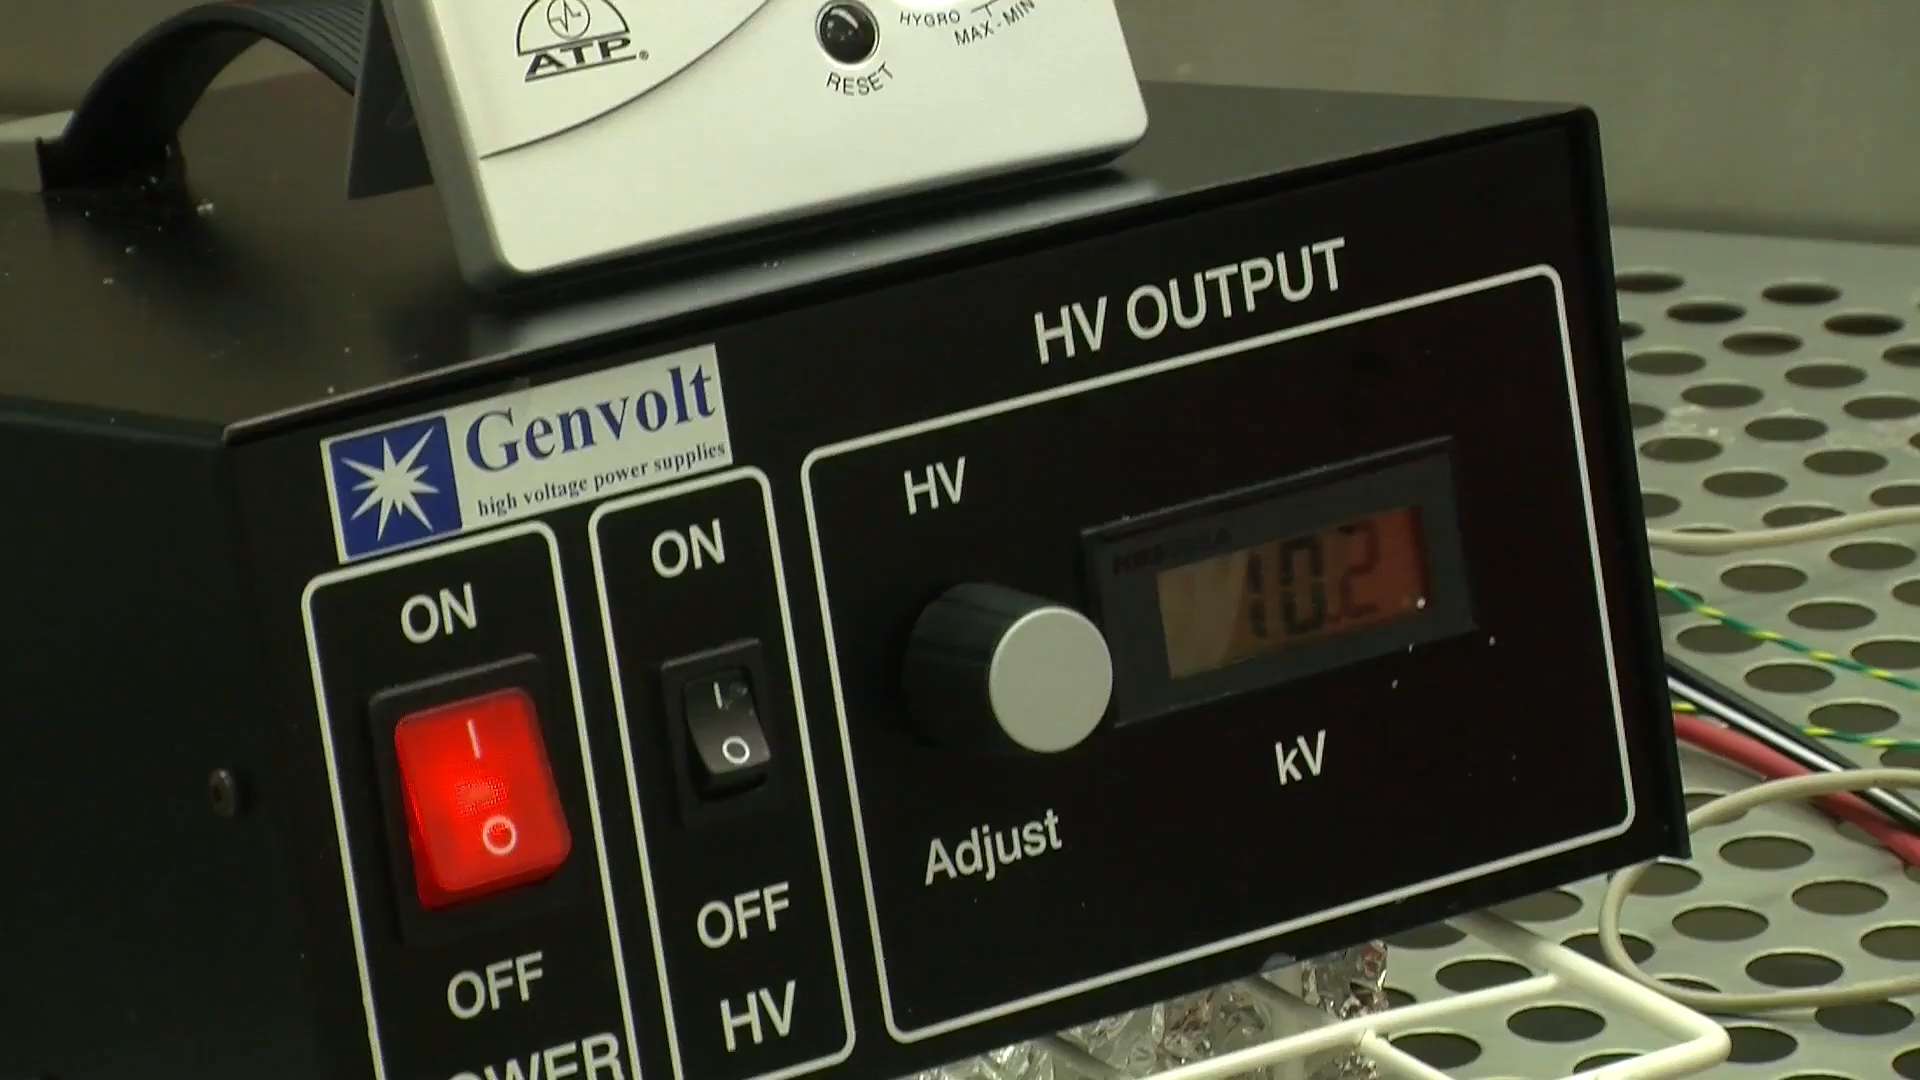 ATP®
RESET
HYGRO
MAX-MIN
HV OUTPUT
Genvolt
high voltage power supplies
ON
I
O
OFF
ON
I
O
OFF
HV
HV
10.2
kV
Adjust